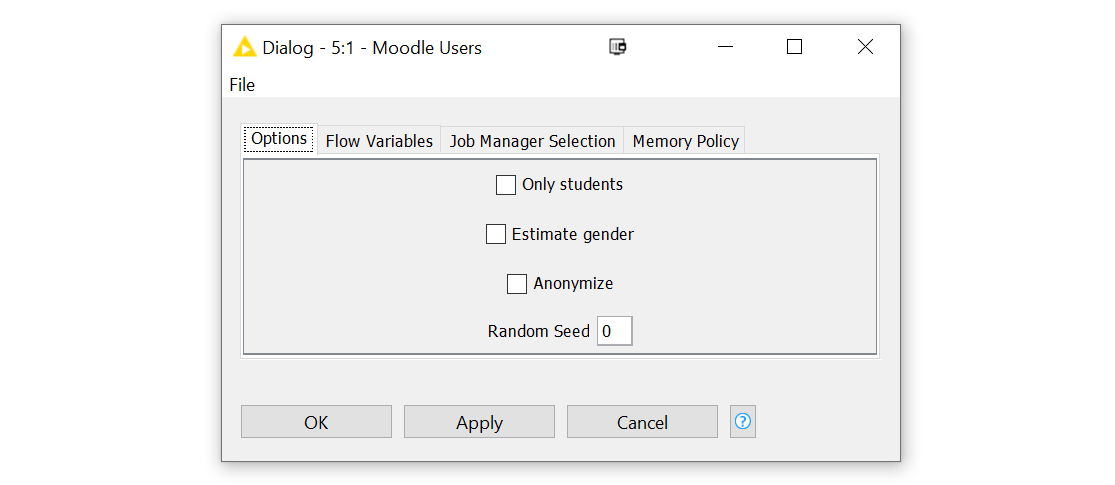 Dialog - 5:1 - Moodle Users
File
Options Flow Variables Job Manager Selection Memory Policy
Only students
Estimate gender
Anonymize
Random Seed 0
OK Apply Cancel ?